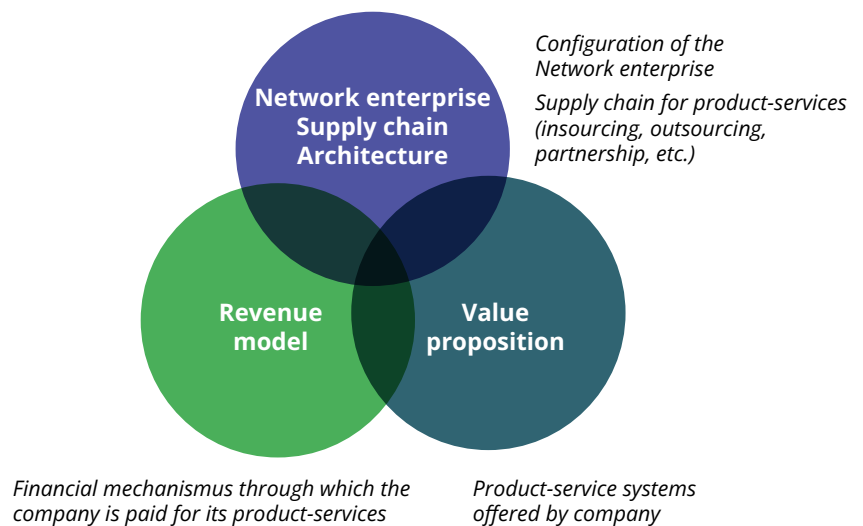 Network enterprise
Supply chain
Architecture
Configuration of the
Network enterprise
Supply chain for product-services
(insourcing, outsourcing,
partnership, etc.)
Revenue
model
Value
proposition
Financial mechanismus through which the
company is paid for its product-services
Product-service systems
offered by company